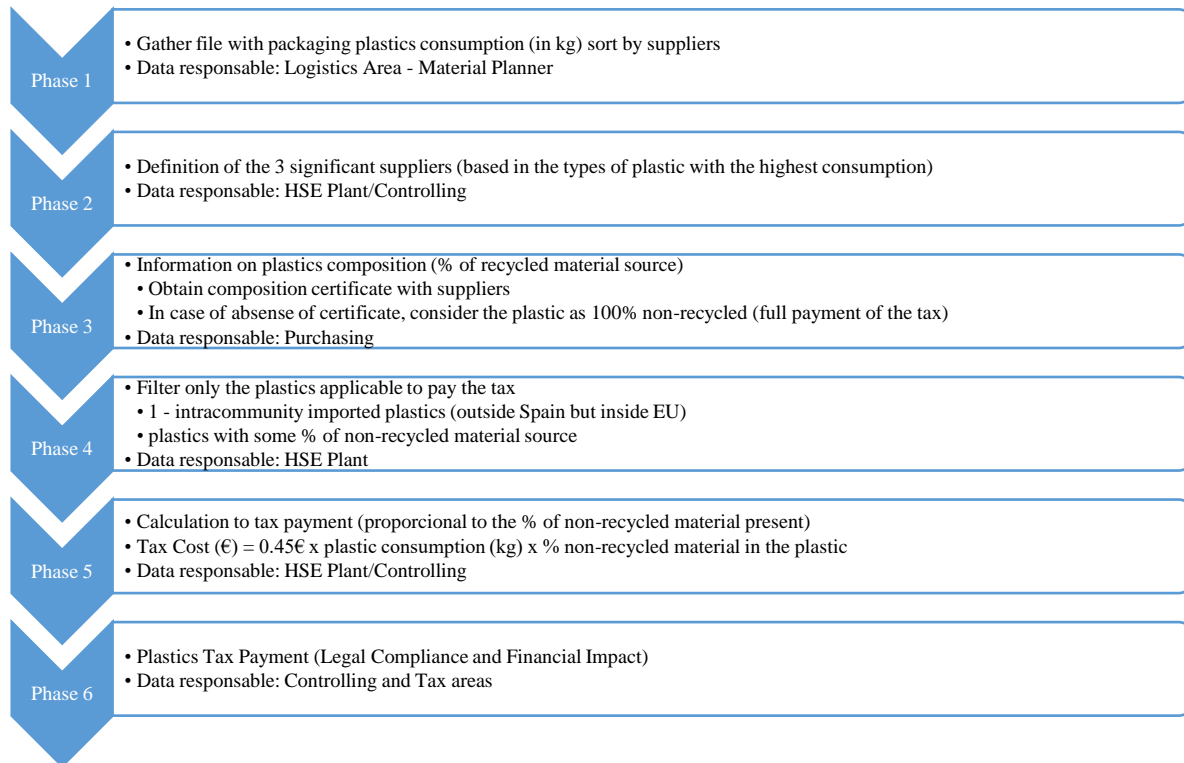 Phase 1
• Gather file with packaging plastics consumption (in kg) sort by suppliers
• Data responsable: Logistics Area - Material Planner
Phase 2
• Definition of the 3 significant suppliers (based in the types of plastic with the highest consumption)
• Data responsable: HSE Plant/Controlling
Phase 3
• Information on plastics composition (% of recycled material source)
• Obtain composition certificate with suppliers
• In case of absense of certificate, consider the plastic as 100% non-recycled (full payment of the tax)
• Data responsable: Purchasing
Phase 4
• Filter only the plastics applicable to pay the tax
• 1 - intracommunity imported plastics (outside Spain but inside EU)
• plastics with some % of non-recycled material source
• Data responsable: HSE Plant
Phase 5
• Calculation to tax payment (proporcional to the % of non-recycled material present)
• Tax Cost (€) = 0.45€ x plastic consumption (kg) x % non-recycled material in the plastic
• Data responsable: HSE Plant/Controlling
Phase 6
• Plastics Tax Payment (Legal Compliance and Financial Impact)
• Data responsable: Controlling and Tax areas